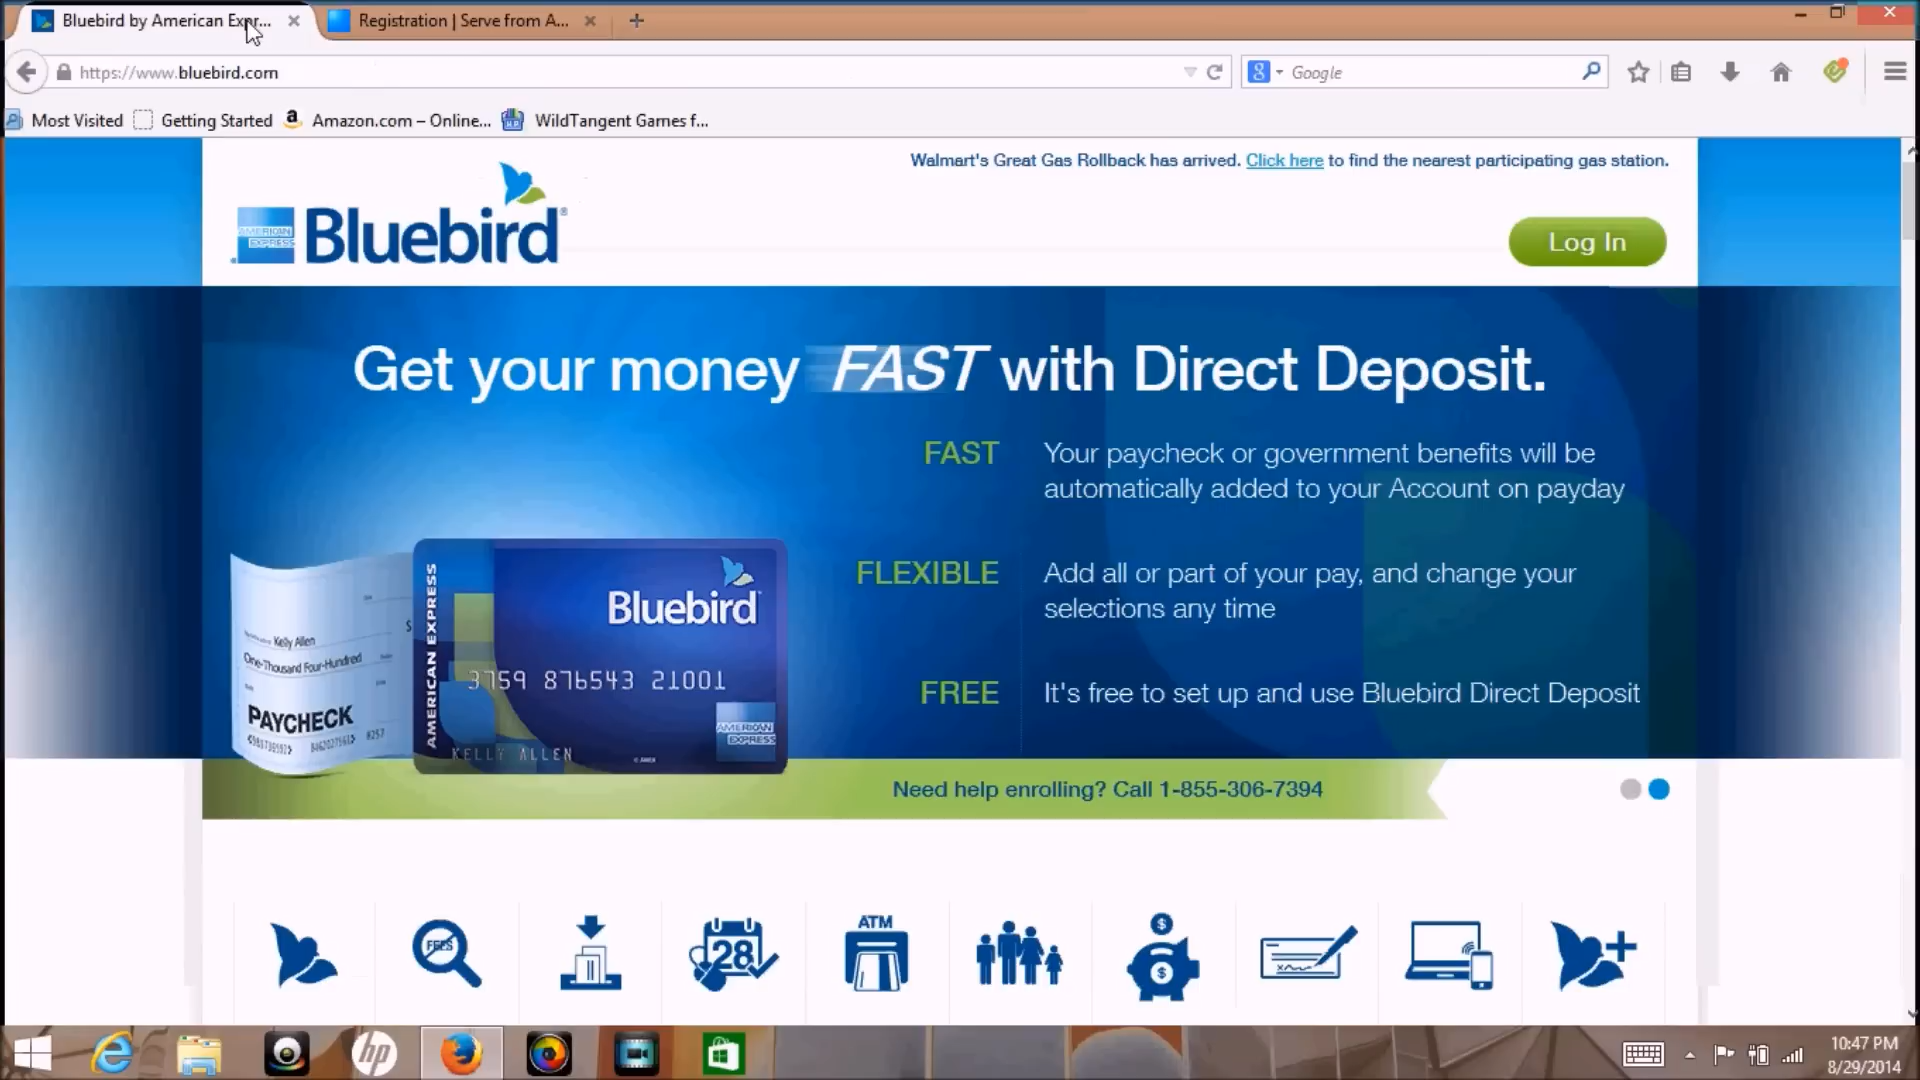 Bluebird by American Expr...
Registration | Serve from A...
https://www.bluebird.com
Google
Most Visited
Getting Started
Amazon.com – Online...
WildTangent Games f...
Walmart's Great Gas Rollback has arrived. Click here to find the nearest participating gas station.
AMERICAN EXPRESS
Bluebird®
Log In
Get your money FAST with Direct Deposit.
FAST
Your paycheck or government benefits will be
automatically added to your Account on payday
FLEXIBLE
Add all or part of your pay, and change your
selections any time
FREE
It's free to set up and use Bluebird Direct Deposit
Kelly Allen
One-Thousand Four-Hundred
$
PAYCHECK
AMERICAN EXPRESS
Bluebird
3759 876543 21001
AMERICAN EXPRESS
KELLY ALLEN
Need help enrolling? Call 1-855-306-7394
FEES
28
ATM
$
$
hp
10:47 PM
8/29/2014